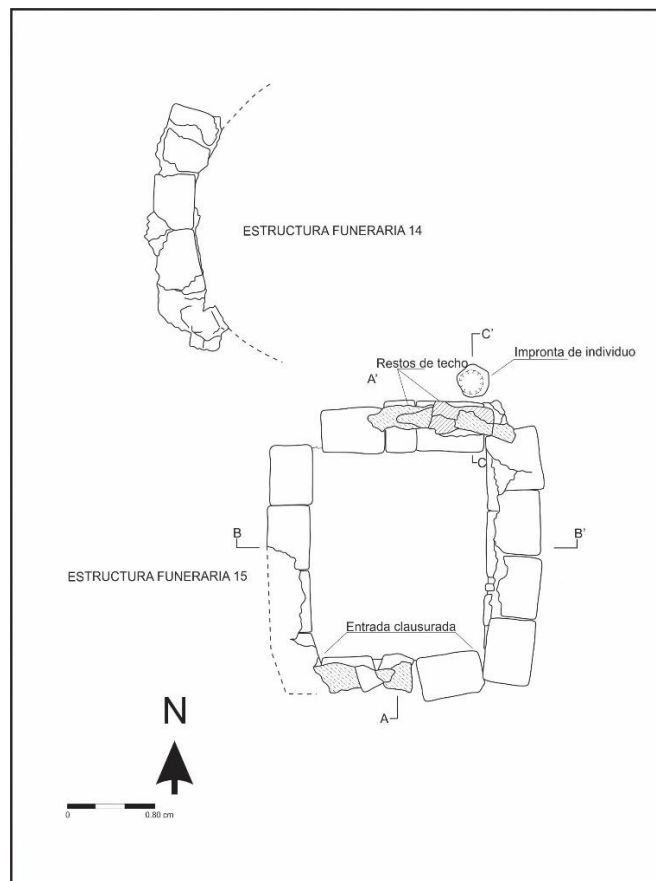 ESTRUCTURA FUNERARIA 14
C'
Restos de techo
Impronta de individuo
A'
C
B
B'
ESTRUCTURA FUNERARIA 15
Entrada clausurada
A
N
0
0.80 cm